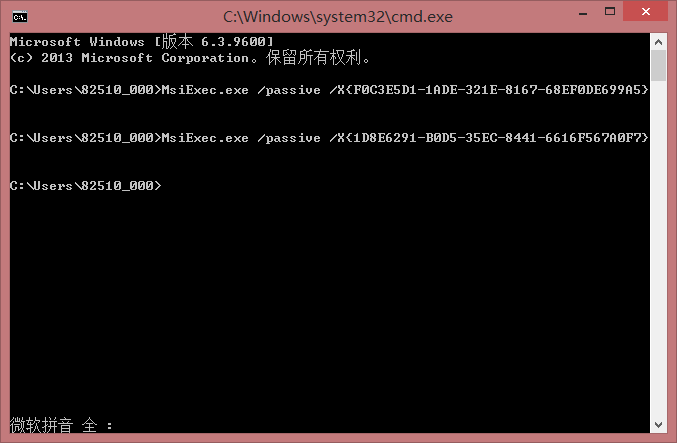 C:\Windows\system32\cmd.exe
Microsoft Windows [版本 6.3.9600]
(c) 2013 Microsoft Corporation。保留所有权利。
C:\Users\82510_000>MsiExec.exe /passive /X{F0C3E5D1-1ADE-321E-8167-68EF0DE699A5}
C:\Users\82510_000>MsiExec.exe /passive /X{1D8E6291-B0D5-35EC-8441-6616F567A0F7}
C:\Users\82510_000>
微软拼音 全 :